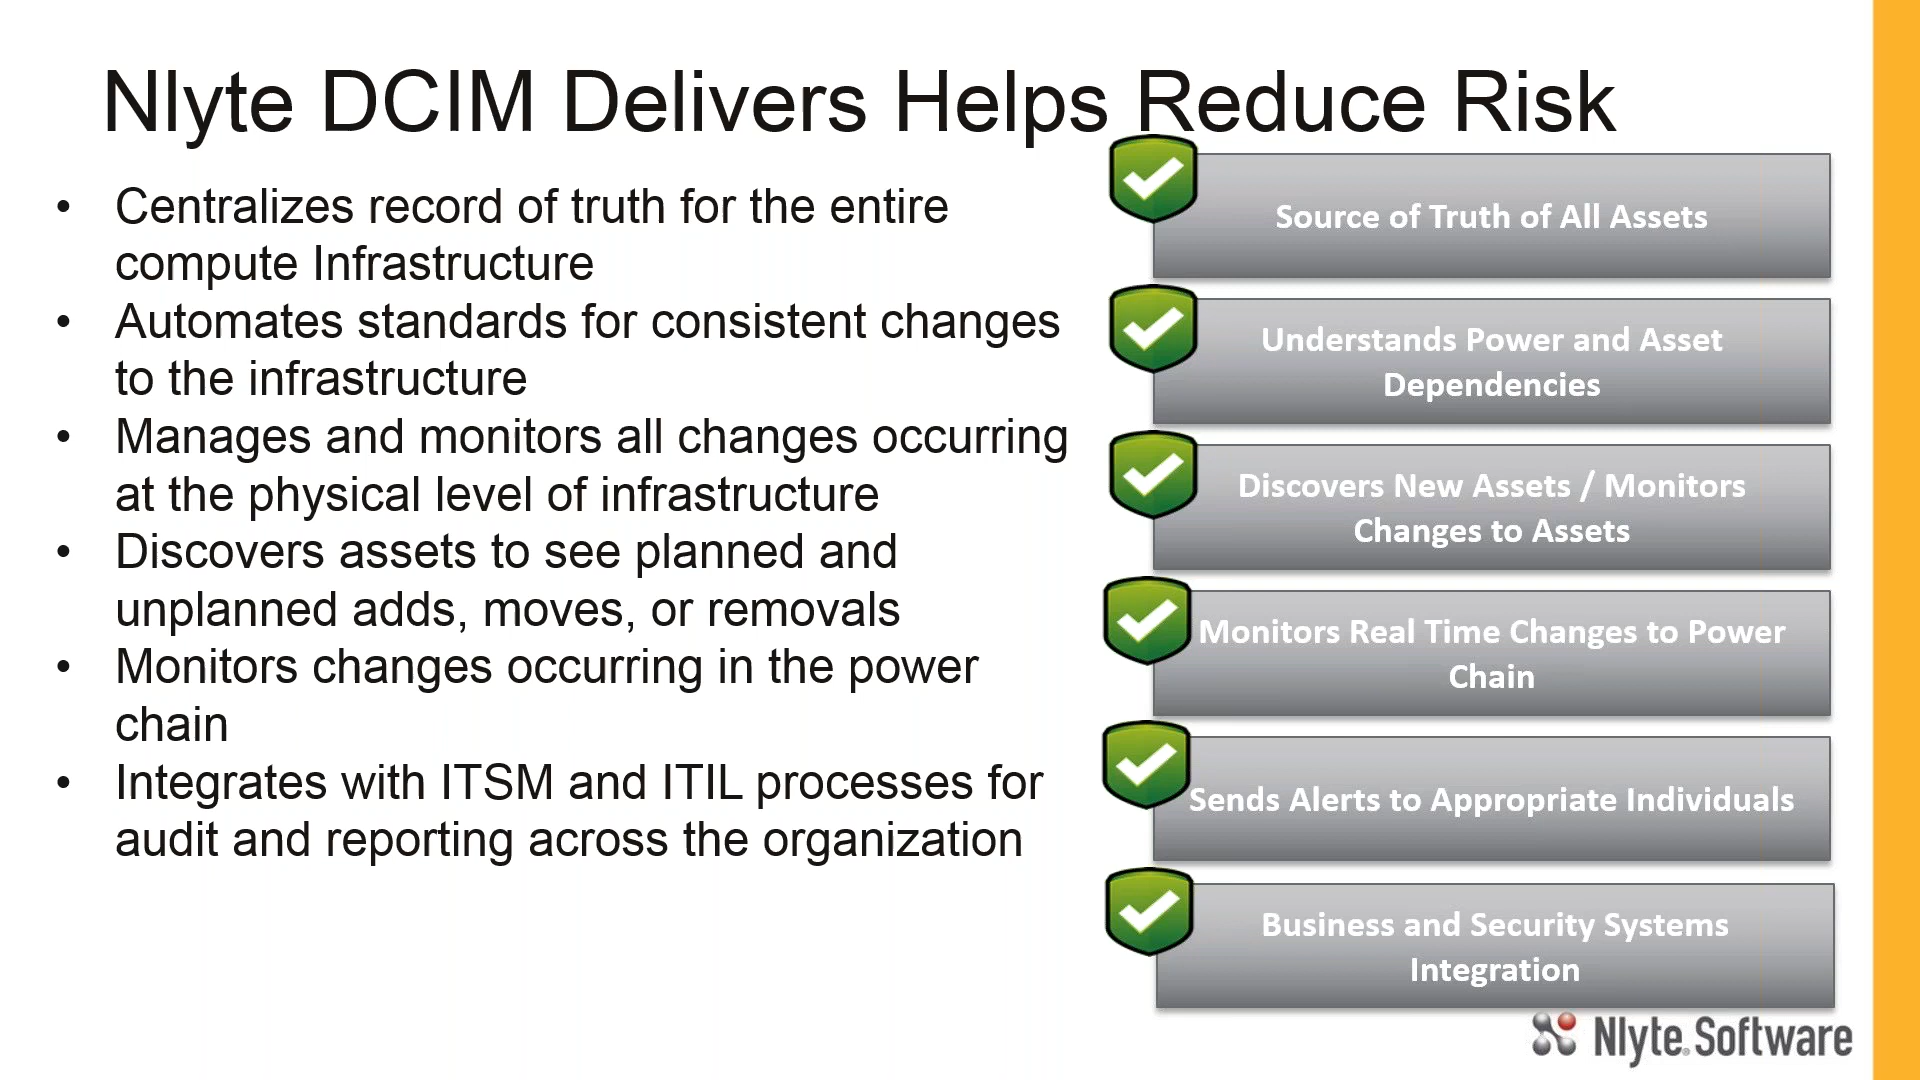 Nlyte DCIM Delivers Helps Reduce Risk
• Centralizes record of truth for the entire
compute Infrastructure
• Automates standards for consistent changes
to the infrastructure
• Manages and monitors all changes occurring
at the physical level of infrastructure
• Discovers assets to see planned and
unplanned adds, moves, or removals
• Monitors changes occurring in the power
chain
• Integrates with ITSM and ITIL processes for
audit and reporting across the organization
Source of Truth of All Assets
Understands Power and Asset
Dependencies
Discovers New Assets / Monitors
Changes to Assets
Monitors Real Time Changes to Power
Chain
Sends Alerts to Appropriate Individuals
Business and Security Systems
Integration
Nlyte® Software